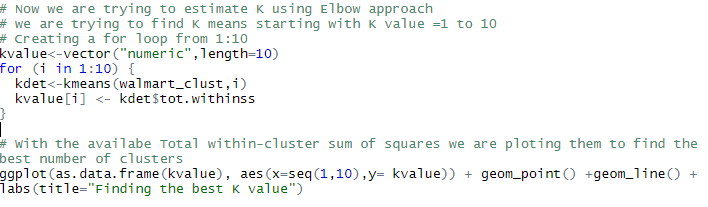 # Now we are trying to estimate K using Elbow approach
# we are trying to find K means starting with K value =1 to 10
# Creating a for loop from 1:10
kvalue<-vector("numeric",length=10)
for (i in 1:10) {
  kdet<-kmeans(walmart_clust,i)
  kvalue[i] <- kdet$tot.withinss
}
# With the availabe Total within-cluster sum of squares we are ploting them to find the
best number of clusters
ggplot(as.data.frame(kvalue), aes(x=seq(1,10),y= kvalue)) + geom_point() +geom_line() +
labs(title="Finding the best K value")